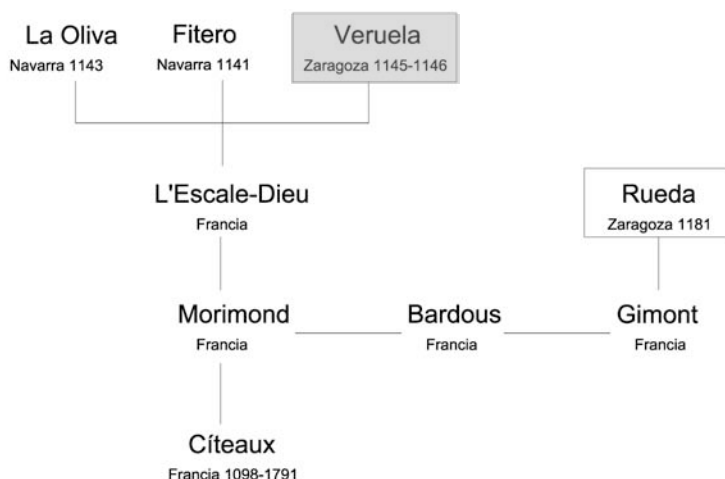 La Oliva
Navarra 1143
Fitero
Navarra 1141
Veruela
Zaragoza 1145-1146
L'Escale-Dieu
Francia
Rueda
Zaragoza 1181
Morimond
Francia
Bardous
Francia
Gimont
Francia
Cíteaux
Francia 1098-1791